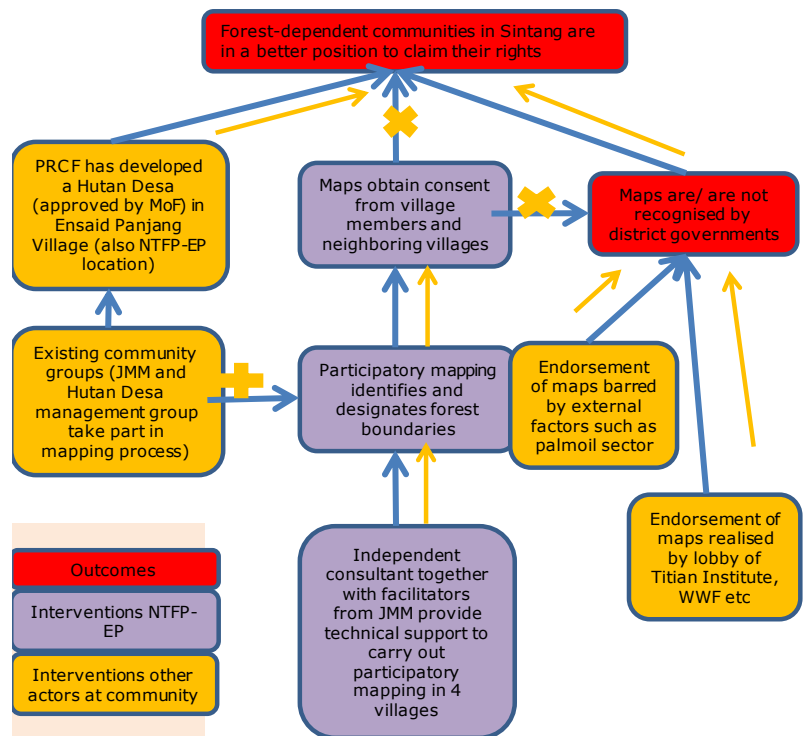 Forest-dependent communities in Sintang are
in a better position to claim their rights
PRCF has developed
a Hutan Desa
(approved by MoF) in
Ensaid Panjang
Village (also NTFP-EP
location)
Maps obtain consent
from village
members and
neighboring villages
Maps are/ are not
recognised by
district governments
Existing community
groups (JMM and
Hutan Desa
management group
take part in
mapping process)
Participatory mapping
identifies and
designates forest
boundaries
Endorsement
of maps barred
by external
factors such as
palmoil sector
Endorsement of
maps realised
by lobby of
Titian Institute,
WWF etc
Independent
consultant together
with facilitators
from JMM provide
technical support to
carry out
participatory
mapping in 4
villages
Outcomes
Interventions NTFP-
EP
Interventions other
actors at community